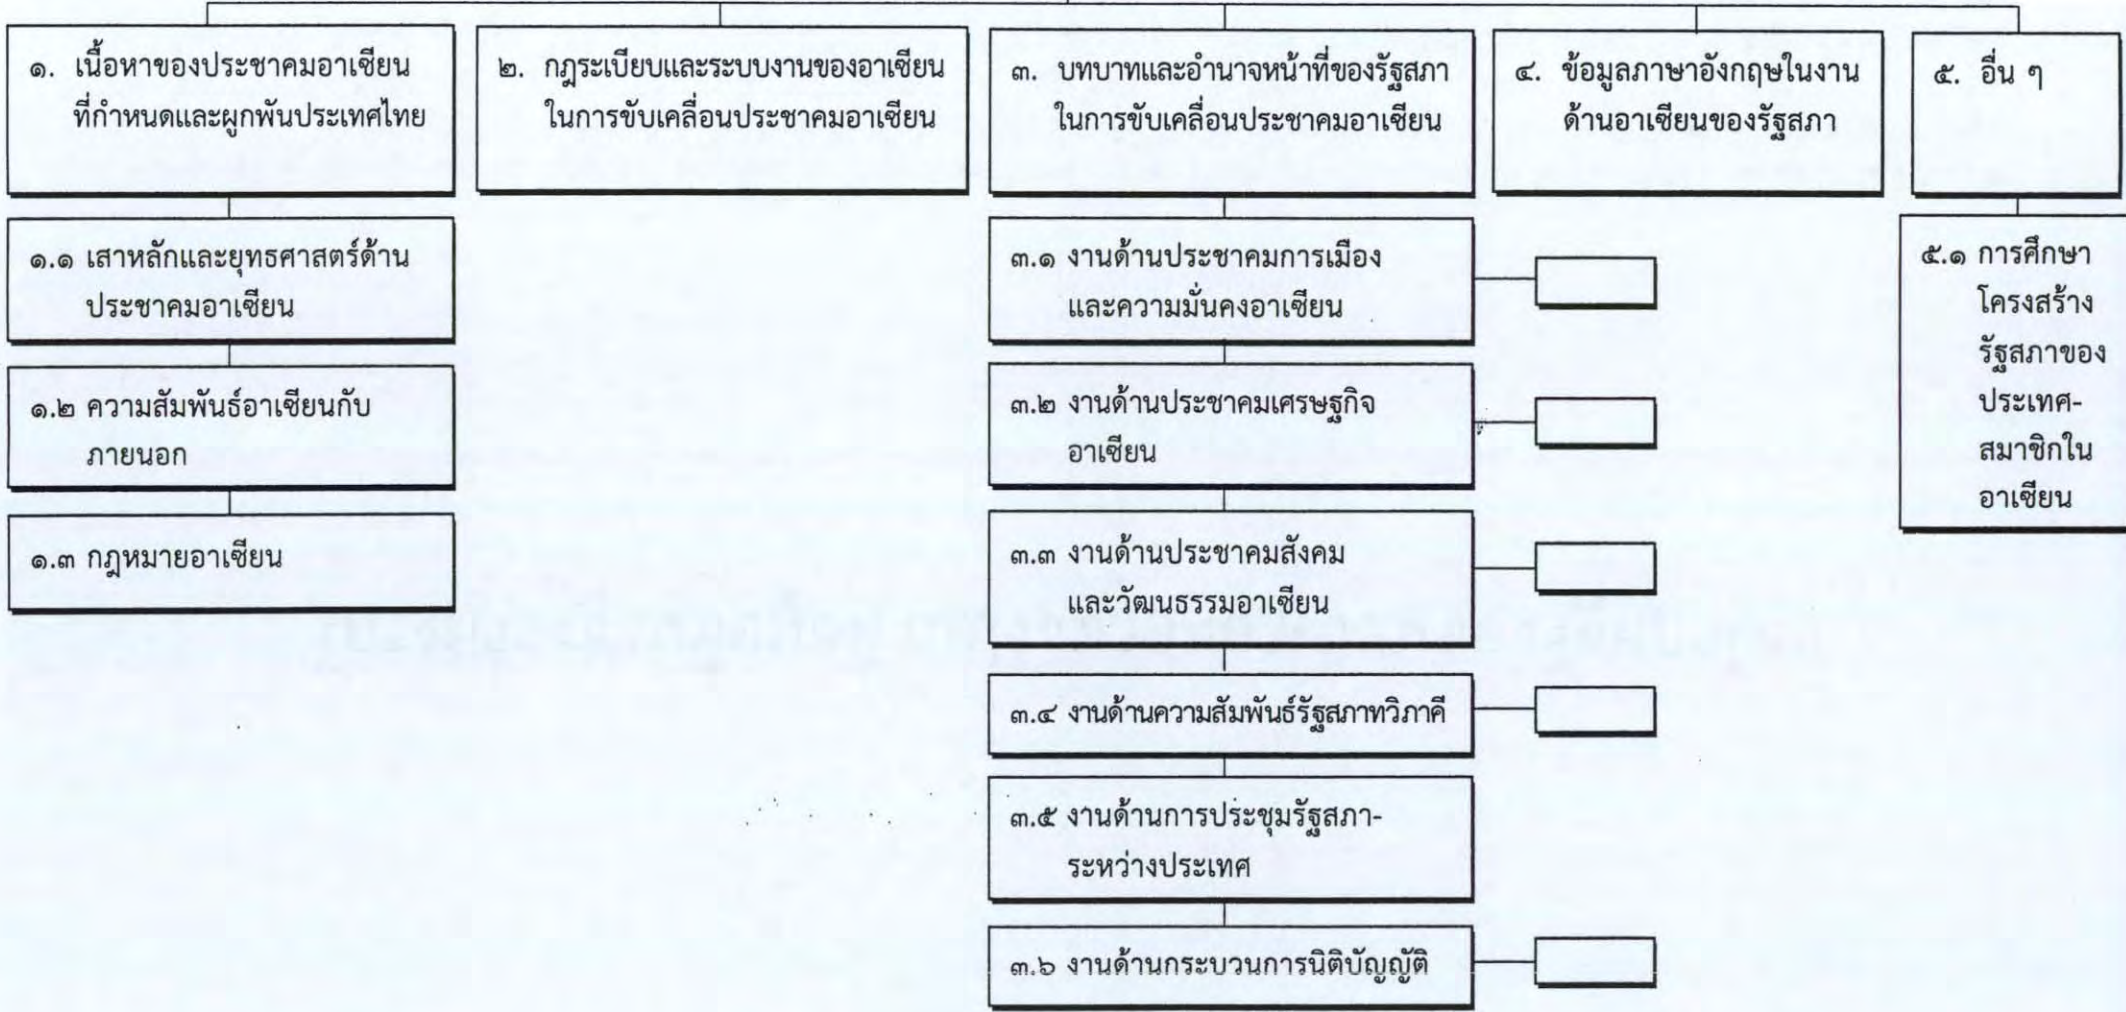 ๑. เนื้อหาของประชาคมอาเซียน
ที่กำหนดและผูกพันประเทศไทย
๒. กฎระเบียบและระบบงานของอาเซียน
ในการขับเคลื่อนประชาคมอาเซียน
๓. บทบาทและอำนาจหน้าที่ของรัฐสภา
ในการขับเคลื่อนประชาคมอาเซียน
๔. ข้อมูลภาษาอังกฤษในงาน
ด้านอาเซียนของรัฐสภา
๕. อื่น ๆ
๑.๑ เสาหลักและยุทธศาสตร์ด้าน
ประชาคมอาเซียน
๑.๒ ความสัมพันธ์อาเซียนกับ
ภายนอก
๑.๓ กฎหมายอาเซียน
๓.๑ งานด้านประชาคมการเมือง
และความมั่นคงอาเซียน
๓.๒ งานด้านประชาคมเศรษฐกิจ
อาเซียน
๓.๓ งานด้านประชาคมสังคม
และวัฒนธรรมอาเซียน
๓.๔ งานด้านความสัมพันธ์รัฐสภาทวิภาคี
๓.๕ งานด้านการประชุมรัฐสภา-
ระหว่างประเทศ
๓.๖ งานด้านกระบวนการนิติบัญญัติ
๕.๑ การศึกษา
โครงสร้าง
รัฐสภาของ
ประเทศ-
สมาชิกใน
อาเซียน